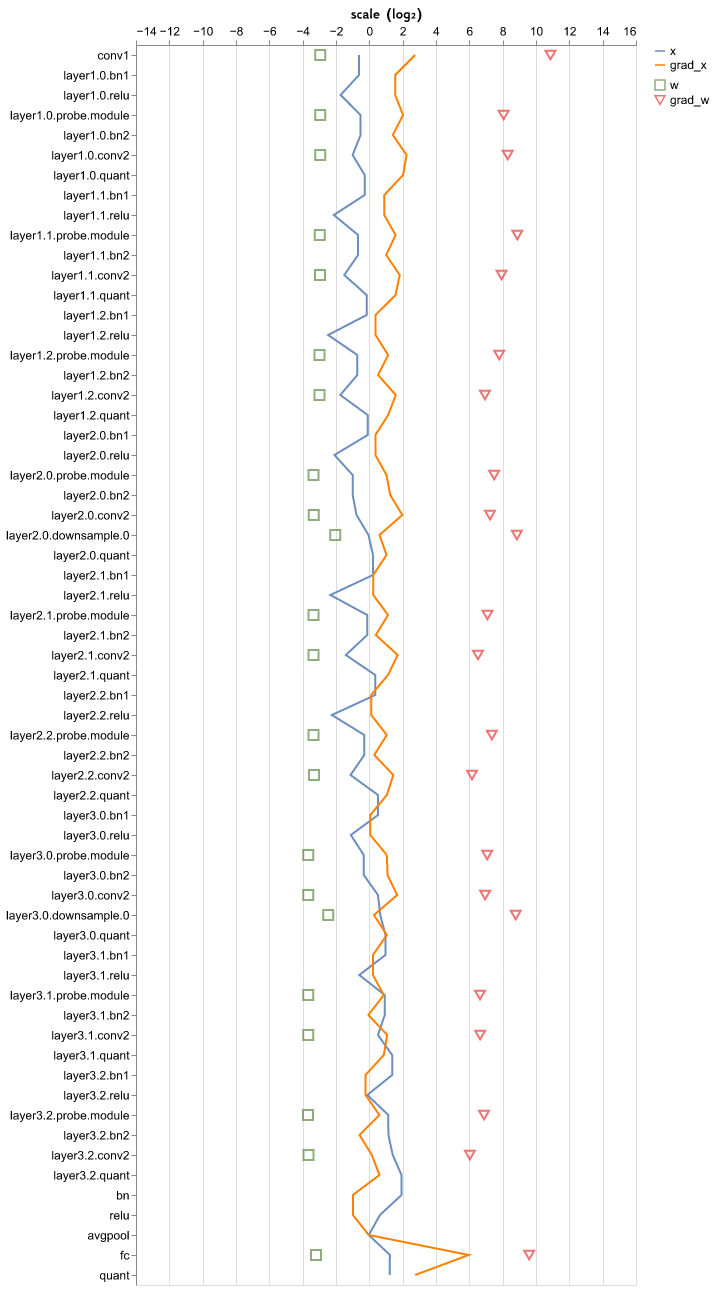 scale (log₂)
−14 −12 −10 −8 −6 −4 −2 0 2 4 6 8 10 12 14 16
x
grad_x
w
grad_w
conv1
layer1.0.bn1
layer1.0.relu
layer1.0.probe.module
layer1.0.bn2
layer1.0.conv2
layer1.0.quant
layer1.1.bn1
layer1.1.relu
layer1.1.probe.module
layer1.1.bn2
layer1.1.conv2
layer1.1.quant
layer1.2.bn1
layer1.2.relu
layer1.2.probe.module
layer1.2.bn2
layer1.2.conv2
layer1.2.quant
layer2.0.bn1
layer2.0.relu
layer2.0.probe.module
layer2.0.bn2
layer2.0.conv2
layer2.0.downsample.0
layer2.0.quant
layer2.1.bn1
layer2.1.relu
layer2.1.probe.module
layer2.1.bn2
layer2.1.conv2
layer2.1.quant
layer2.2.bn1
layer2.2.relu
layer2.2.probe.module
layer2.2.bn2
layer2.2.conv2
layer2.2.quant
layer3.0.bn1
layer3.0.relu
layer3.0.probe.module
layer3.0.bn2
layer3.0.conv2
layer3.0.downsample.0
layer3.0.quant
layer3.1.bn1
layer3.1.relu
layer3.1.probe.module
layer3.1.bn2
layer3.1.conv2
layer3.1.quant
layer3.2.bn1
layer3.2.relu
layer3.2.probe.module
layer3.2.bn2
layer3.2.conv2
layer3.2.quant
bn
relu
avgpool
fc
quant